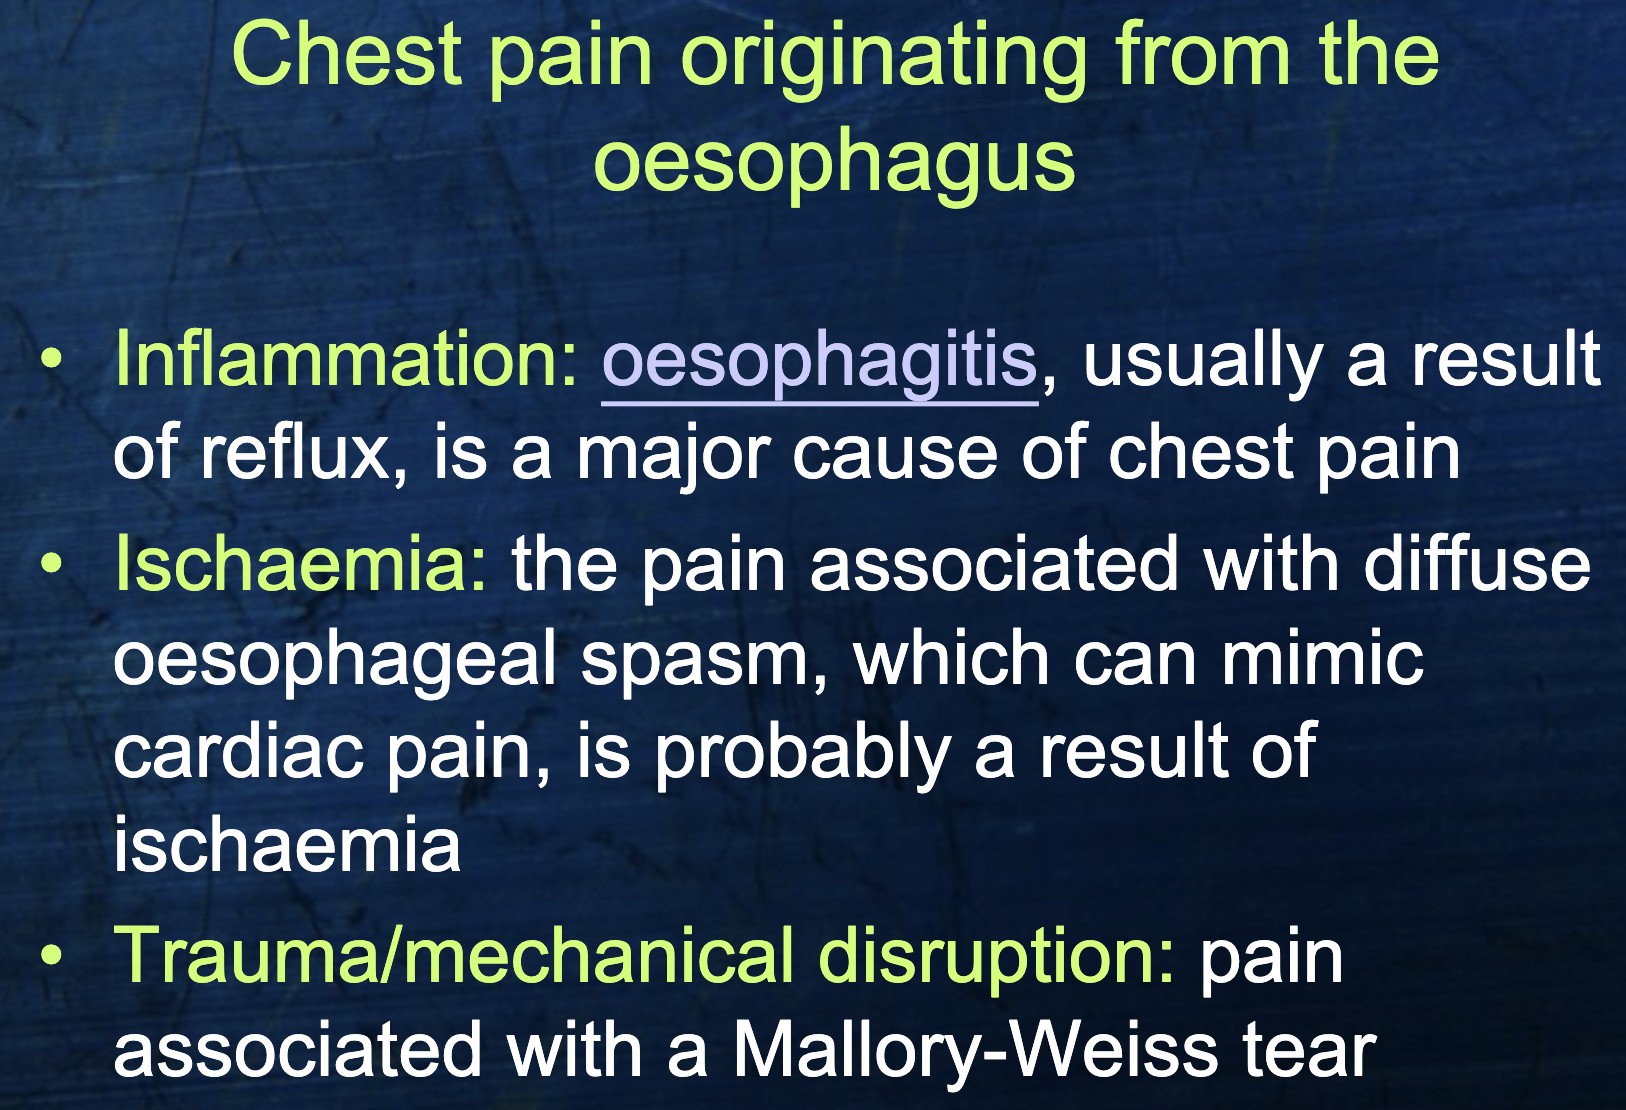 Chest pain originating from the
oesophagus
• Inflammation: oesophagitis, usually a result
of reflux, is a major cause of chest pain
• Ischaemia: the pain associated with diffuse
oesophageal spasm, which can mimic
cardiac pain, is probably a result of
ischaemia
• Trauma/mechanical disruption: pain
associated with a Mallory-Weiss tear